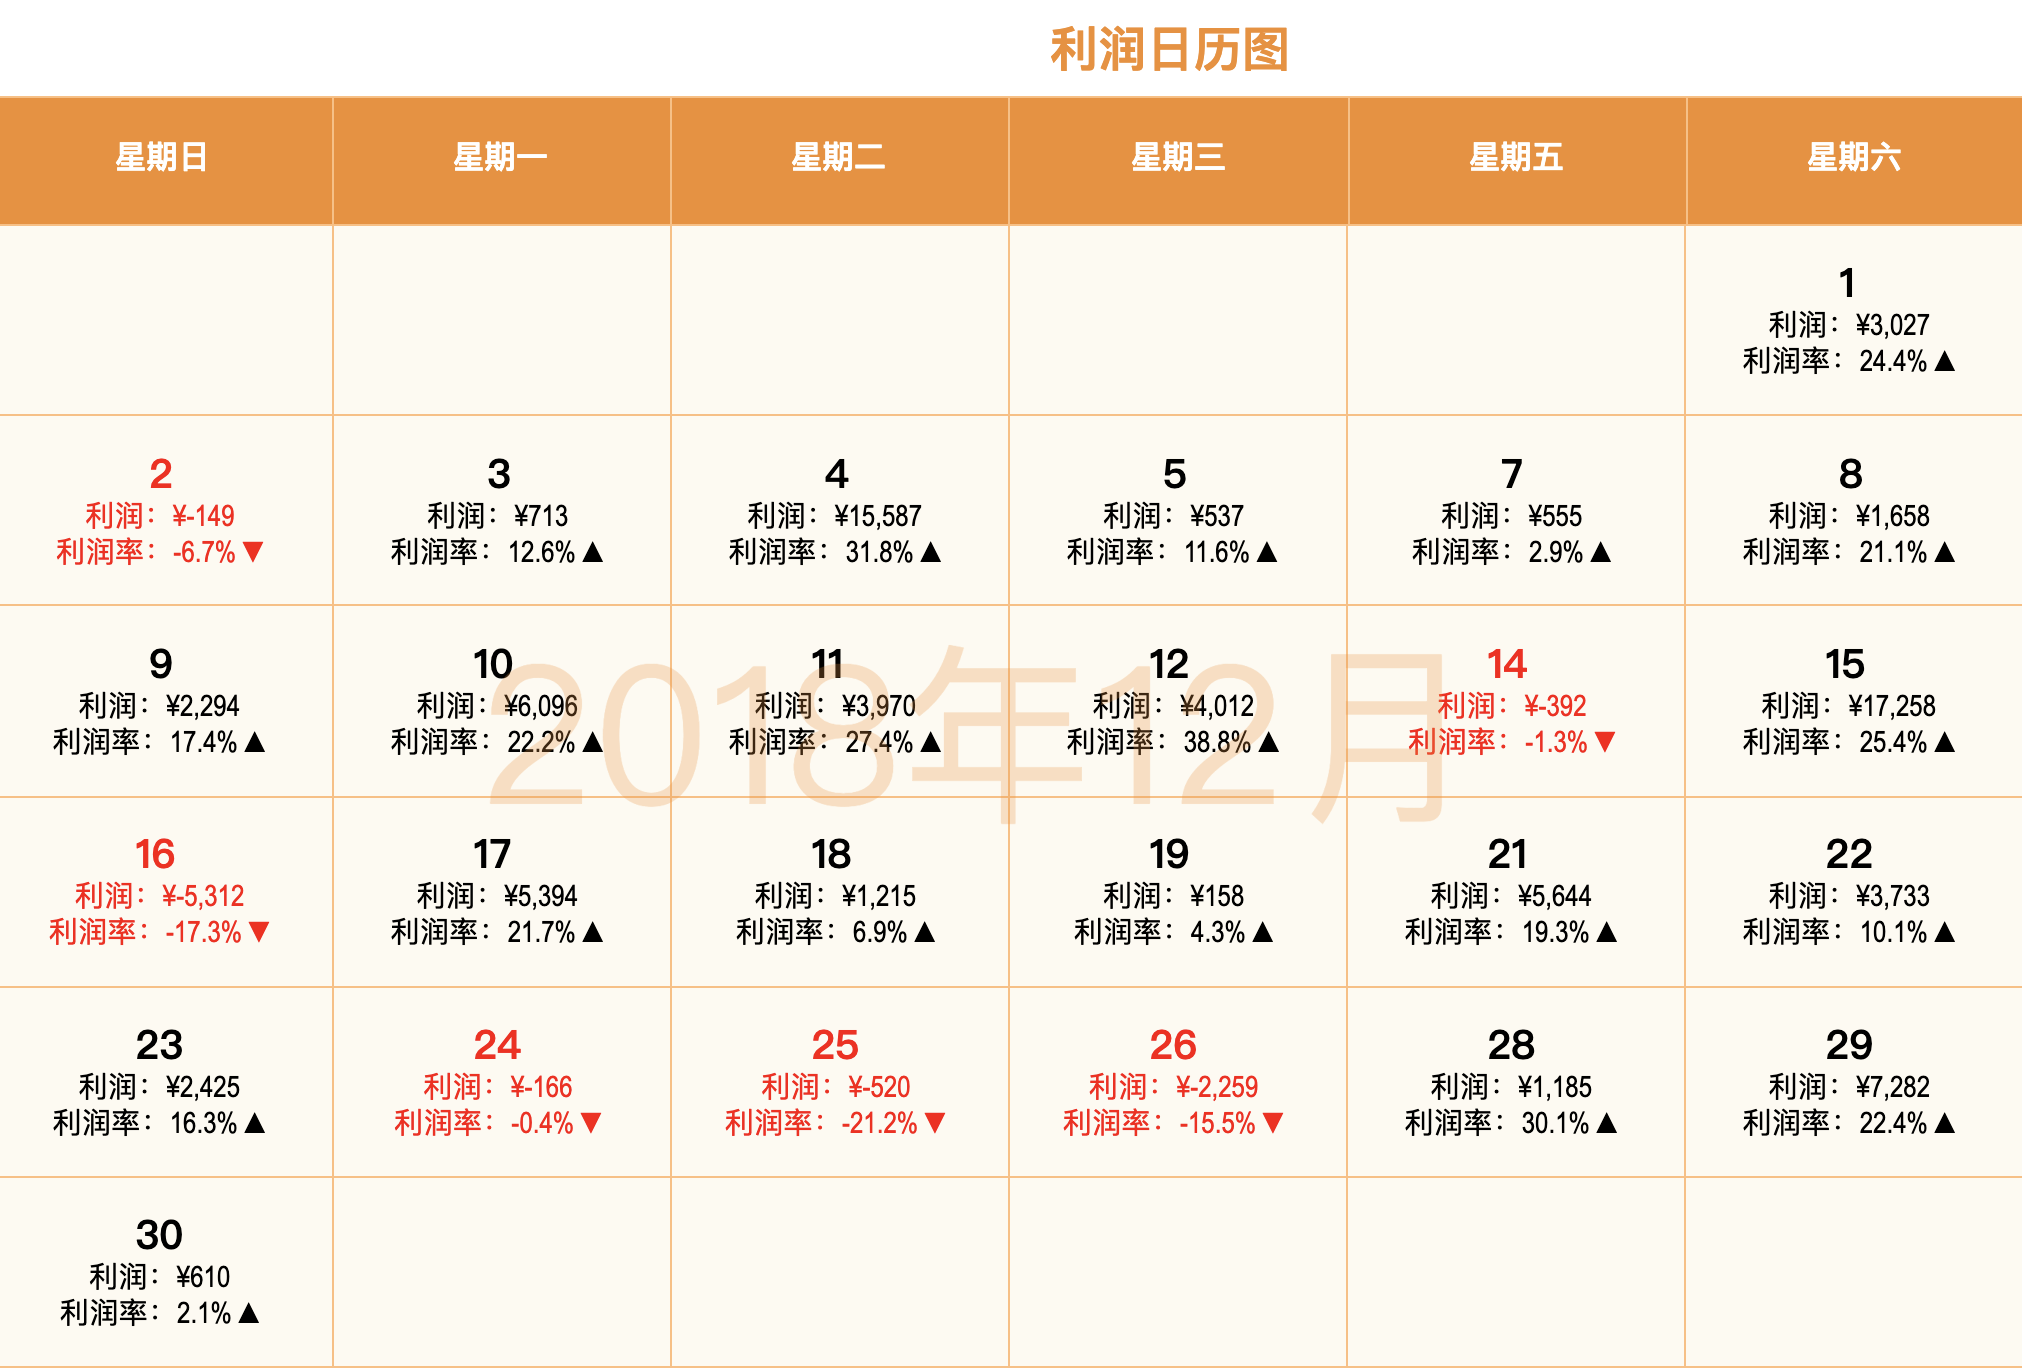 利润日历图
星期日 星期一 星期二 星期三 星期五 星期六
1
利润：¥3,027
利润率：24.4% ▲
2
利润：¥-149
利润率：-6.7% ▼
3
利润：¥713
利润率：12.6% ▲
4
利润：¥15,587
利润率：31.8% ▲
5
利润：¥537
利润率：11.6% ▲
7
利润：¥555
利润率：2.9% ▲
8
利润：¥1,658
利润率：21.1% ▲
9
利润：¥2,294
利润率：17.4% ▲
10
利润：¥6,096
利润率：22.2% ▲
11
利润：¥3,970
利润率：27.4% ▲
12
利润：¥4,012
利润率：38.8% ▲
14
利润：¥-392
利润率：-1.3% ▼
15
利润：¥17,258
利润率：25.4% ▲
2018年12月
16
利润：¥-5,312
利润率：-17.3% ▼
17
利润：¥5,394
利润率：21.7% ▲
18
利润：¥1,215
利润率：6.9% ▲
19
利润：¥158
利润率：4.3% ▲
21
利润：¥5,644
利润率：19.3% ▲
22
利润：¥3,733
利润率：10.1% ▲
23
利润：¥2,425
利润率：16.3% ▲
24
利润：¥-166
利润率：-0.4% ▼
25
利润：¥-520
利润率：-21.2% ▼
26
利润：¥-2,259
利润率：-15.5% ▼
28
利润：¥1,185
利润率：30.1% ▲
29
利润：¥7,282
利润率：22.4% ▲
30
利润：¥610
利润率：2.1% ▲